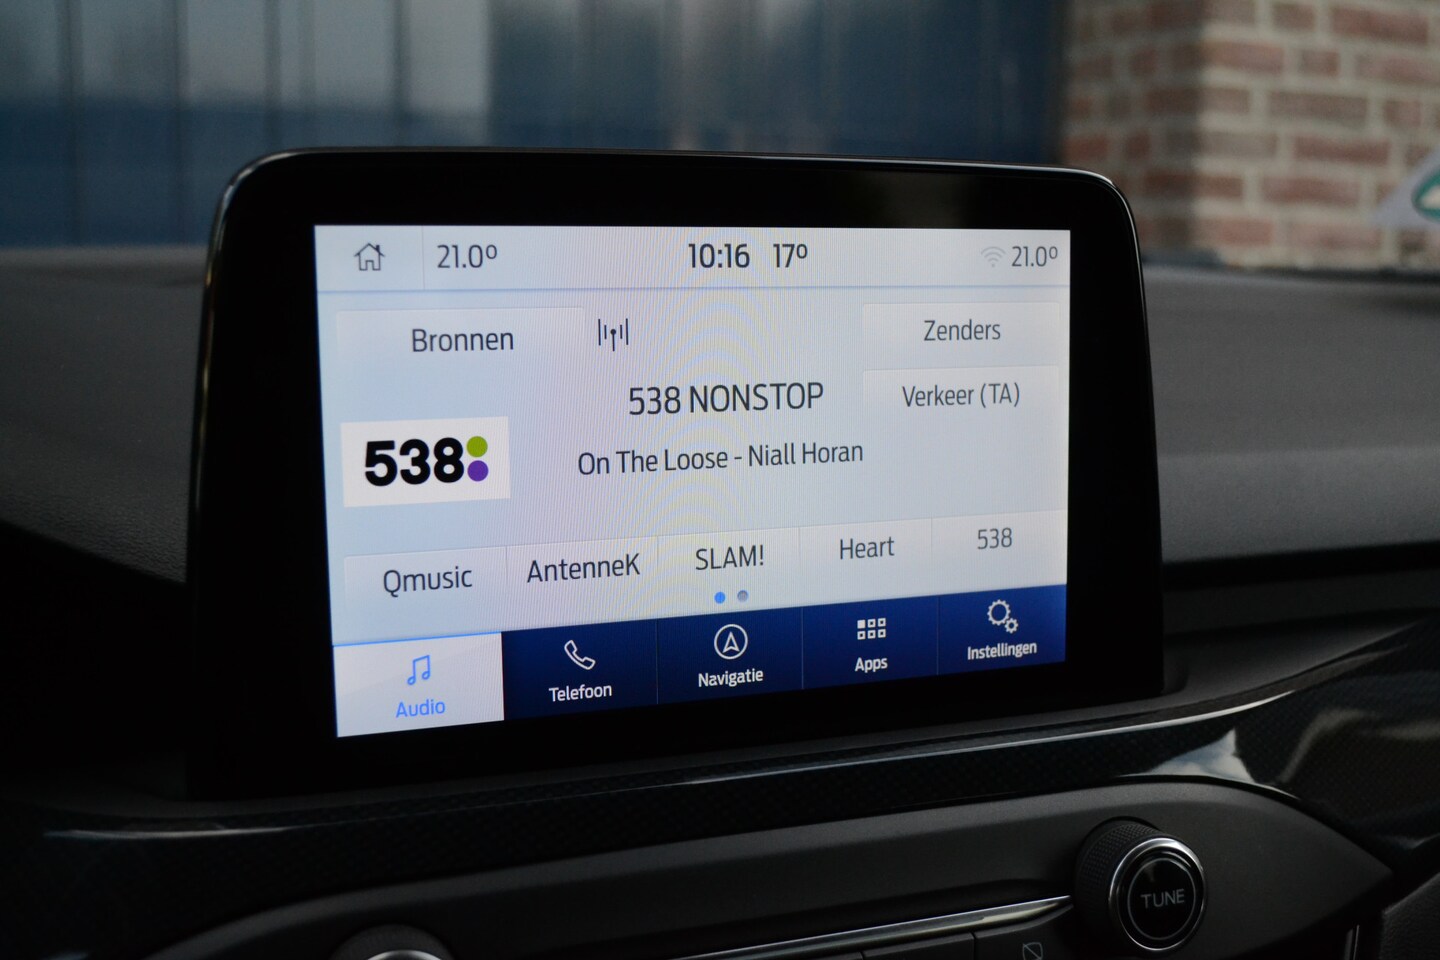 21.0º
10:16 17º
21.0º
Bronnen
Zenders
538 NONSTOP
Verkeer (TA)
538
On The Loose - Niall Horan
Qmusic
AntenneK
SLAM!
Heart
538
Audio
Telefoon
Navigatie
Apps
Instellingen
TUNE